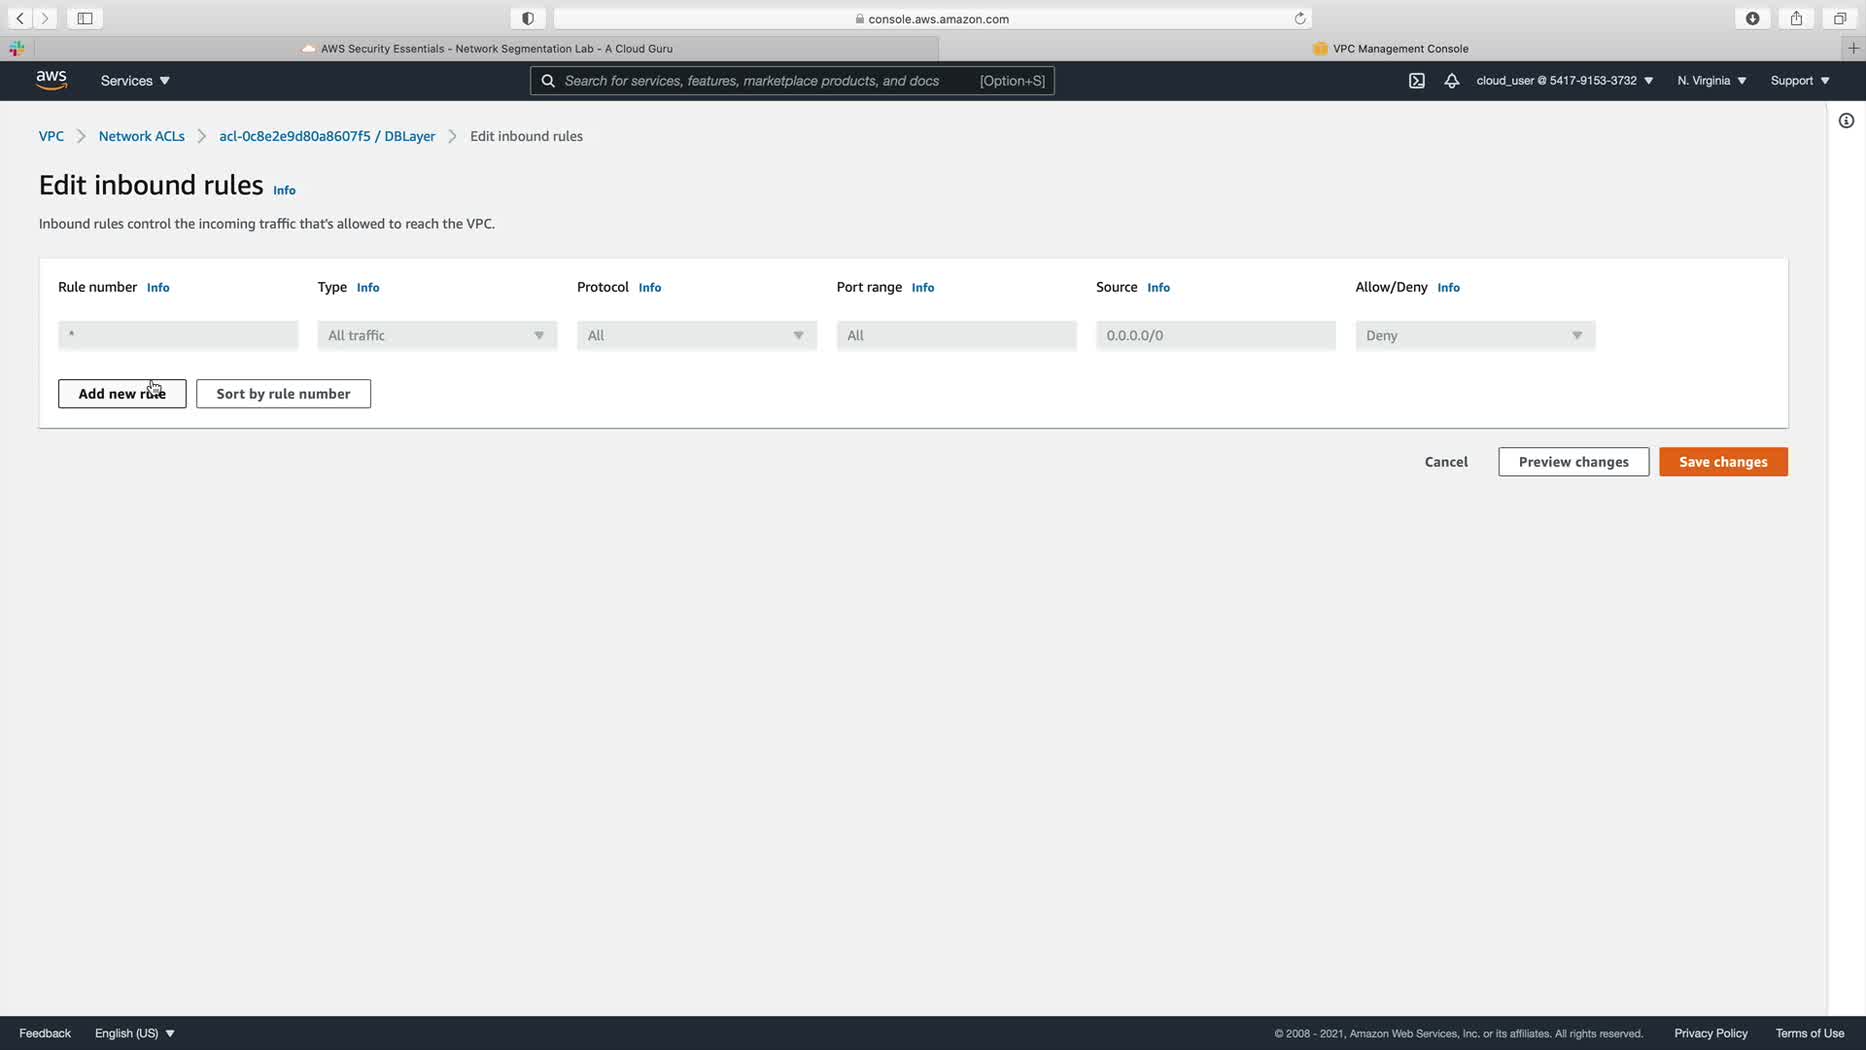 console.aws.amazon.com
AWS Security Essentials - Network Segmentation Lab - A Cloud Guru
VPC Management Console
aws
Services
Search for services, features, marketplace products, and docs [Option+S]
cloud_user @ 5417-9153-3732
N. Virginia
Support
VPC
Network ACLs
acl-0c8e2e9d80a8607f5 / DBLayer
Edit inbound rules
Edit inbound rules Info
Inbound rules control the incoming traffic that's allowed to reach the VPC.
Rule number Info
Type Info
Protocol Info
Port range Info
Source Info
Allow/Deny Info
*
All traffic
All
All
0.0.0.0/0
Deny
Add new rule
Sort by rule number
Cancel
Preview changes
Save changes
Feedback
English (US)
© 2008 - 2021, Amazon Web Services, Inc. or its affiliates. All rights reserved.
Privacy Policy
Terms of Use